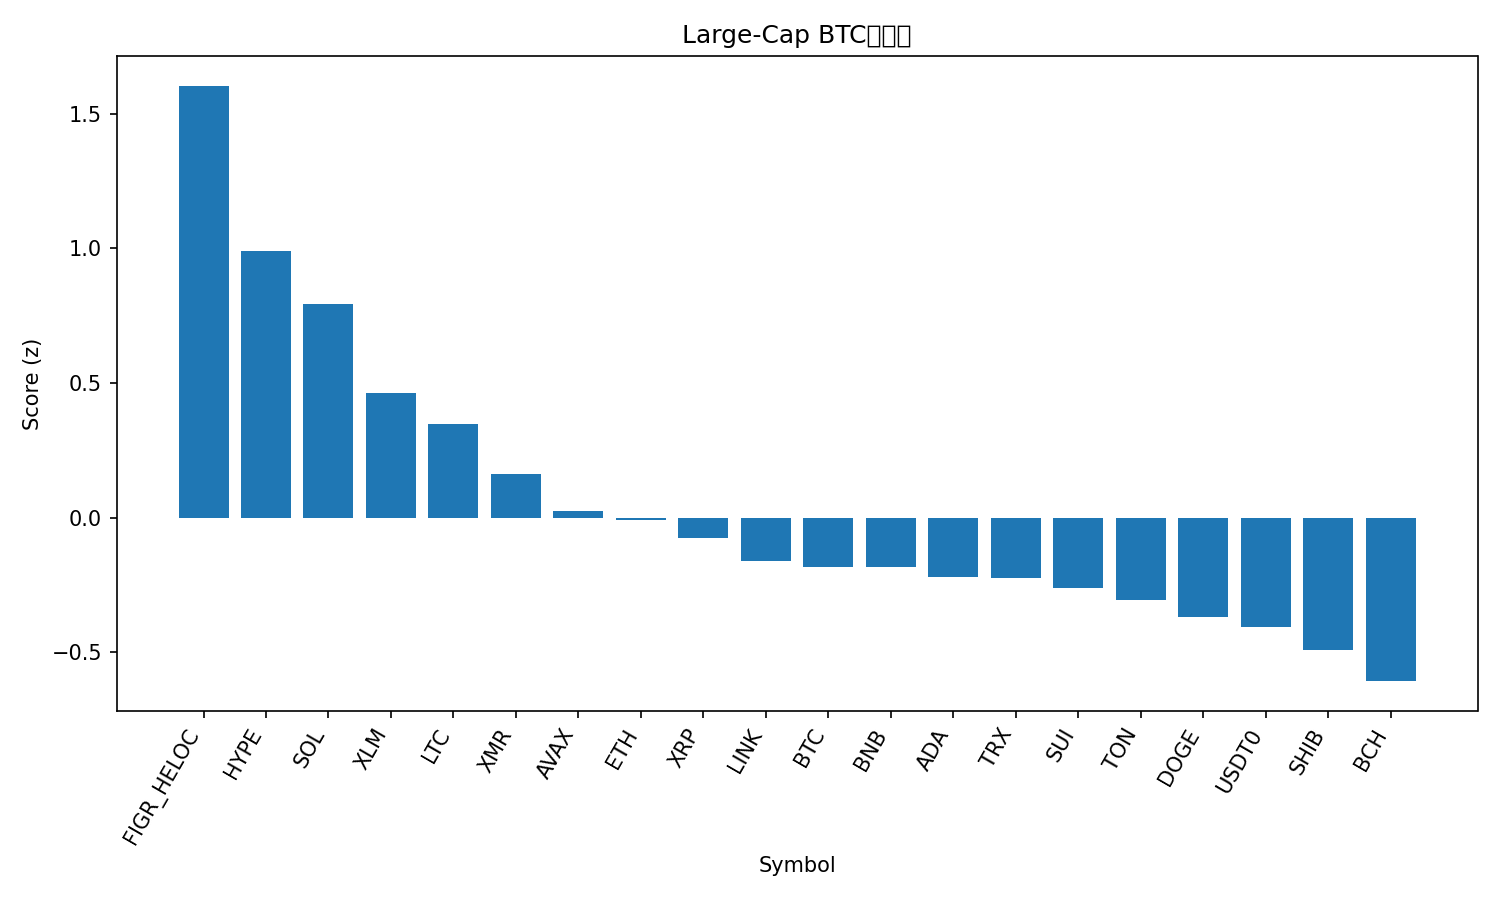 Large-Cap BTC
1.5
1.0
0.5
0.0
−0.5
Score (z)
FIGR_HELOC
HYPE
SOL
XLM
LTC
XMR
AVAX
ETH
XRP
LINK
BTC
BNB
ADA
TRX
SUI
TON
DOGE
USDT0
SHIB
BCH
Symbol